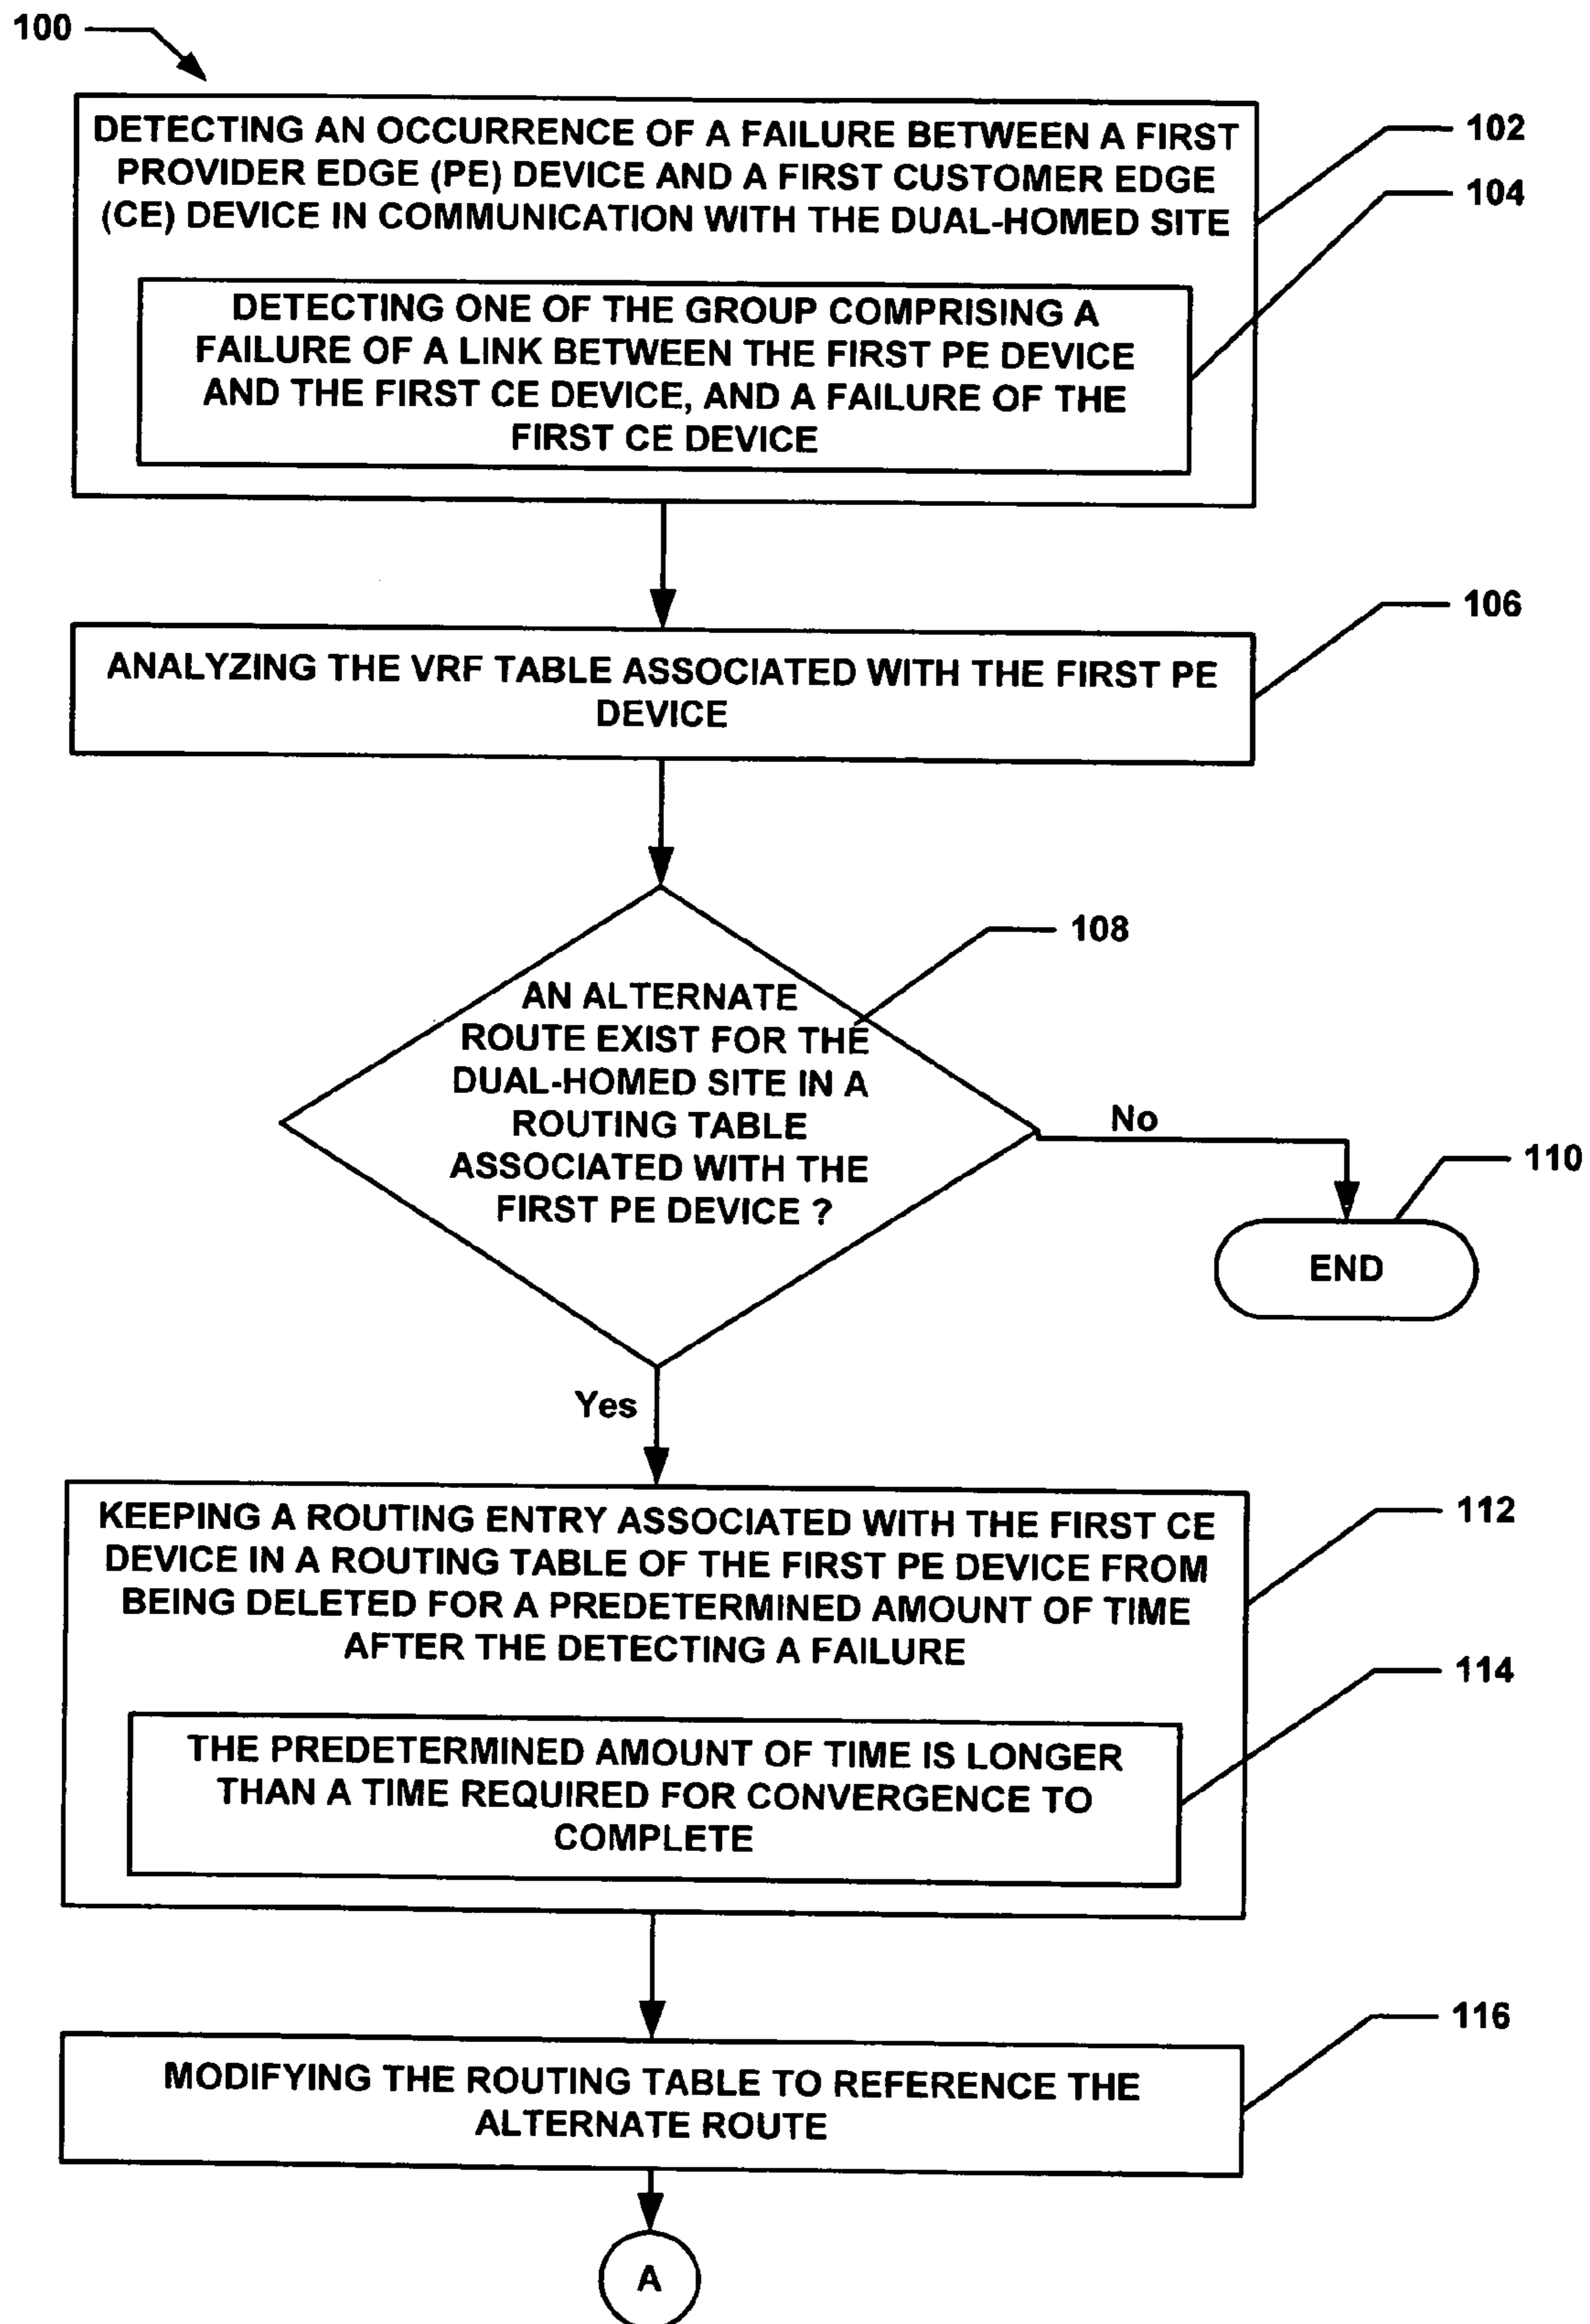 100
DETECTING AN OCCURRENCE OF A FAILURE BETWEEN A FIRST
PROVIDER EDGE (PE) DEVICE AND A FIRST CUSTOMER EDGE
(CE) DEVICE IN COMMUNICATION WITH THE DUAL-HOMED SITE
102
104
DETECTING ONE OF THE GROUP COMPRISING A
FAILURE OF A LINK BETWEEN THE FIRST PE DEVICE
AND THE FIRST CE DEVICE, AND A FAILURE OF THE
FIRST CE DEVICE
106
ANALYZING THE VRF TABLE ASSOCIATED WITH THE FIRST PE
DEVICE
108
AN ALTERNATE
ROUTE EXIST FOR THE
DUAL-HOMED SITE IN A
ROUTING TABLE
ASSOCIATED WITH THE
FIRST PE DEVICE ?
No
110
END
Yes
KEEPING A ROUTING ENTRY ASSOCIATED WITH THE FIRST CE
DEVICE IN A ROUTING TABLE OF THE FIRST PE DEVICE FROM
BEING DELETED FOR A PREDETERMINED AMOUNT OF TIME
AFTER THE DETECTING A FAILURE
112
114
THE PREDETERMINED AMOUNT OF TIME IS LONGER
THAN A TIME REQUIRED FOR CONVERGENCE TO
COMPLETE
116
MODIFYING THE ROUTING TABLE TO REFERENCE THE
ALTERNATE ROUTE
A